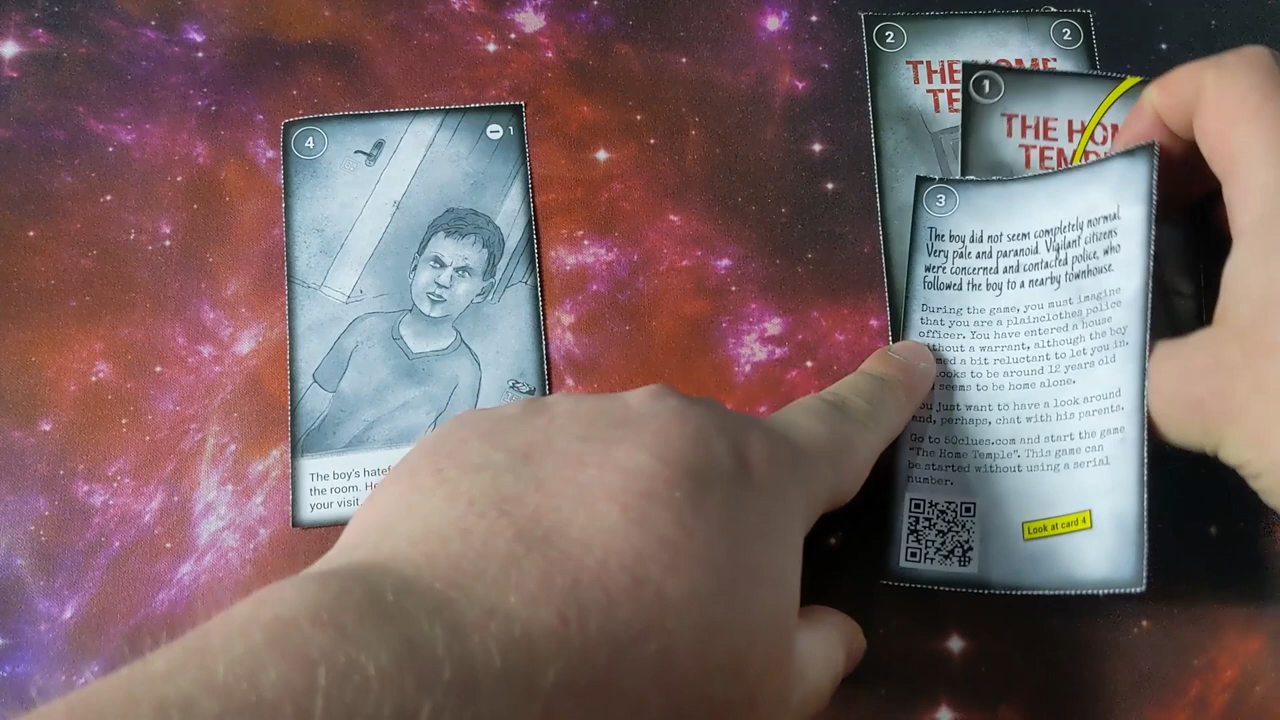 4
1
The boy's
the room.
your visit
2
2
THE HOME
TE
1
THE HOM
TEMP
3
The boy did not seem completely normal.
Very pale and paranoid. Vigilant citizens
were concerned and contacted police, who
followed the boy to a nearby townhouse.
During the game, you must imagine
that you are a plainclothes police
officer. You have entered a house
without a warrant, although the boy
a bit reluctant to let you in.
looks to be around 12 years old
seems to be home alone.
You just want to have a look around
and, perhaps, chat with his parents.
Go to 50clues.com and start the game
"The Home Temple". This game can
be started without using a serial
number.
Look at card 4